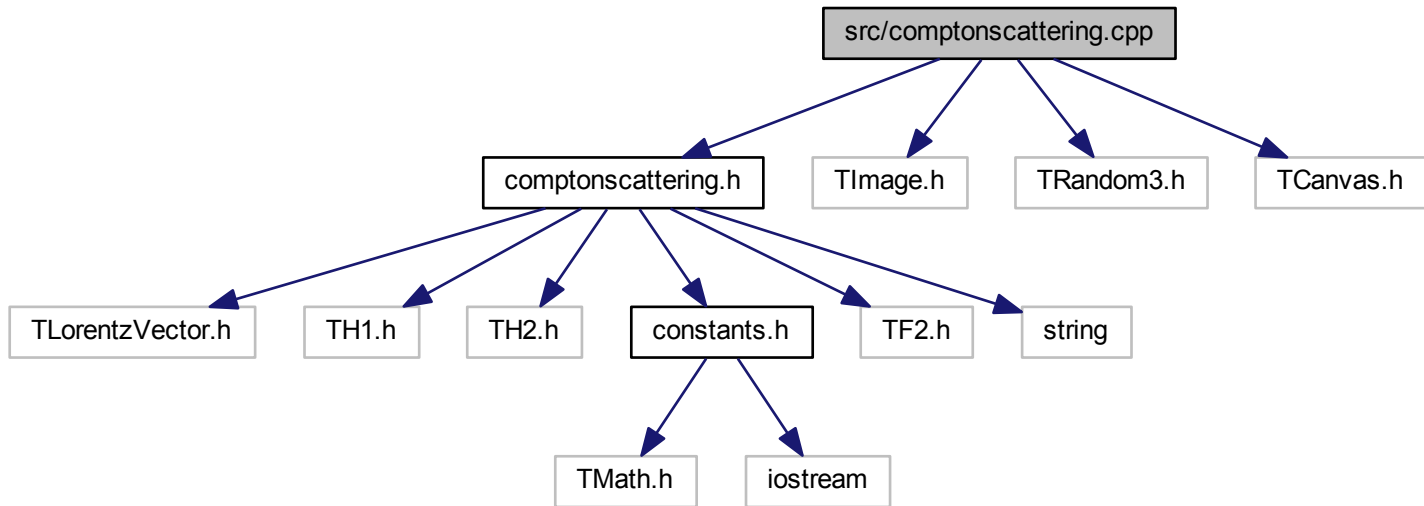 src/comptonscattering.cpp
comptonscattering.h
TImage.h
TRandom3.h
TCanvas.h
TLorentzVector.h
TH1.h
TH2.h
constants.h
TF2.h
string
TMath.h
iostream